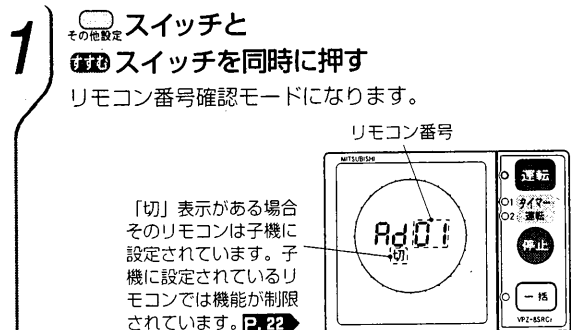 1
その他設定 スイッチと
すすむ スイッチを同時に押す
リモコン番号確認モードになります。
リモコン番号
MITSUBISHI
「切」表示がある場合
そのリモコンは子機に
設定されています。子
機に設定されているリ
モコンでは機能が制限
されています。P.22
Ad01
切
運転
○1 タイマー
○2 運転
停止
一括
VPZ-8SRC